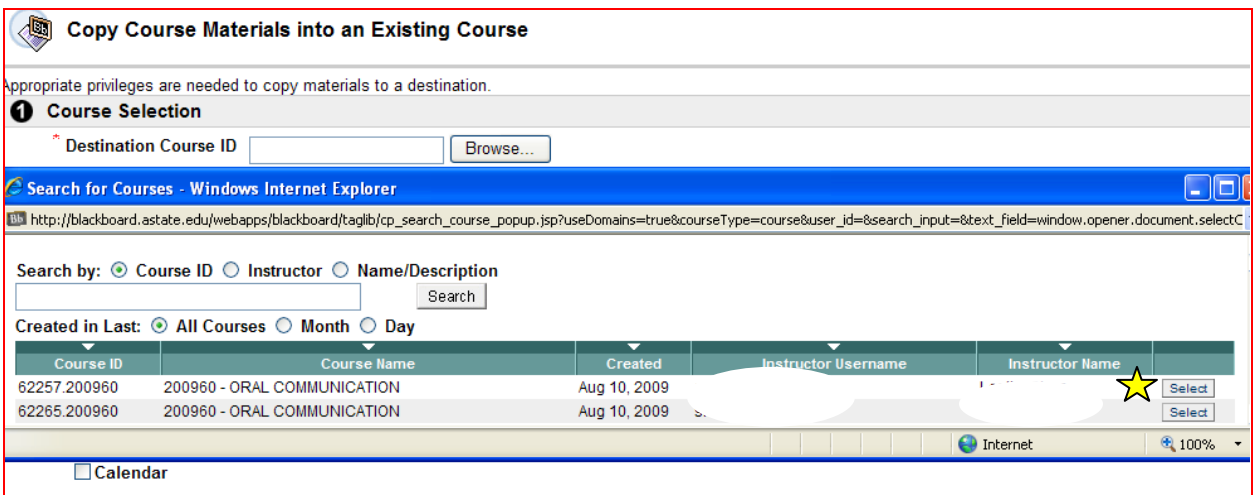 Copy Course Materials into an Existing Course
Appropriate privileges are needed to copy materials to a destination.
1 Course Selection
* Destination Course ID Browse...
Search for Courses - Windows Internet Explorer
http://blackboard.astate.edu/webapps/blackboard/taglib/cp_search_course_popup.jsp?useDomains=true&courseType=course&user_id=&search_input=&text_field=window.opener.document.selectC
Search by: Course ID Instructor Name/Description
Search
Created in Last: All Courses Month Day
Course ID Course Name Created Instructor Username Instructor Name
62257.200960 200960 - ORAL COMMUNICATION Aug 10, 2009 Select
62265.200960 200960 - ORAL COMMUNICATION Aug 10, 2009 Select
Internet 100%
Calendar